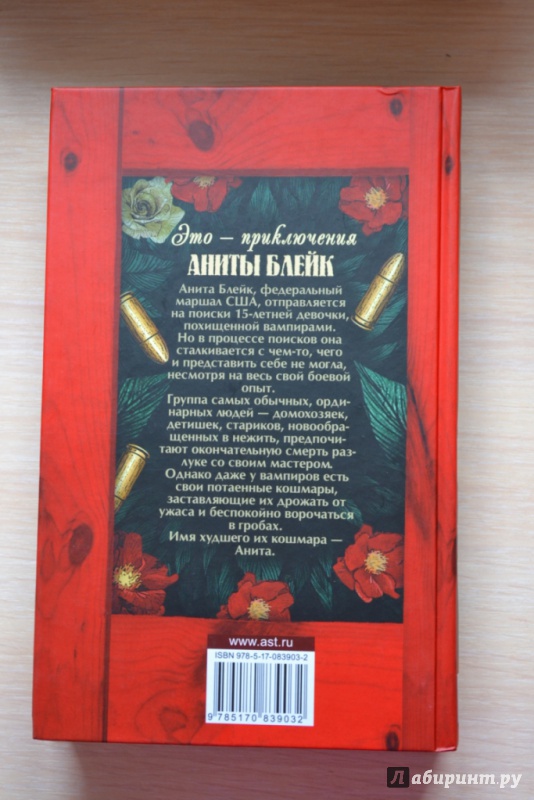 Это – приключения
АНИТЫ БЛЕЙК
Анита Блейк, федеральный
маршал США, отправляется
на поиски 15-летней девочки,
похищенной вампирами.
Но в процессе поисков она
сталкивается с чем-то, чего
и представить себе не могла,
несмотря на весь свой боевой
опыт.
Группа самых обычных, орди-
нарных людей — домохозяек,
детишек, стариков, новообра-
щенных в нежить, предпочи-
тают окончательную смерть раз-
луке со своим мастером.
Однако даже у вампиров есть
свои потаенные кошмары,
заставляющие их дрожать от
ужаса и беспокойно ворочаться
в гробах.
Имя худшего их кошмара —
Анита.
www.ast.ru
ISBN 978-5-17-083903-2
9 785170 839032
Лабиринт.ру